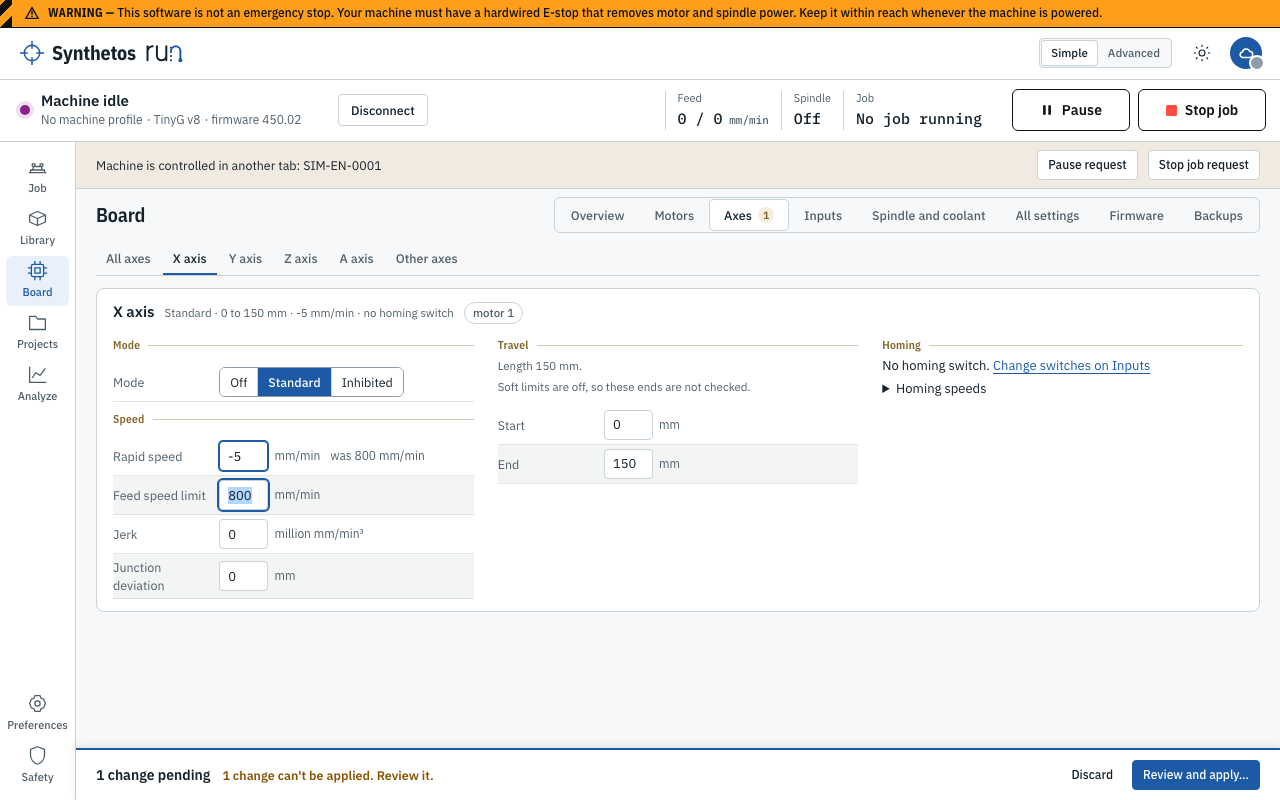 WARNING — This software is not an emergency stop. Your machine must have a hardwired E-stop that removes motor and spindle power. Keep it within reach whenever the machine is powered.
Synthetos run
Simple Advanced
Machine idle
No machine profile · TinyG v8 · firmware 450.02
Disconnect
Feed
0 / 0 mm/min
Spindle
Off
Job
No job running
Pause
Stop job
Machine is controlled in another tab: SIM-EN-0001
Pause request Stop job request
Job
Library
Board
Projects
Analyze
Preferences
Safety
Board
Overview Motors Axes 1 Inputs Spindle and coolant All settings Firmware Backups
All axes X axis Y axis Z axis A axis Other axes
X axis Standard · 0 to 150 mm · -5 mm/min · no homing switch motor 1
Mode
Mode Off Standard Inhibited
Speed
Rapid speed -5 mm/min was 800 mm/min
Feed speed limit 800 mm/min
Jerk 0 million mm/min³
Junction deviation 0 mm
Travel
Length 150 mm.
Soft limits are off, so these ends are not checked.
Start 0 mm
End 150 mm
Homing
No homing switch. Change switches on Inputs
Homing speeds
1 change pending 1 change can't be applied. Review it.
Discard Review and apply...